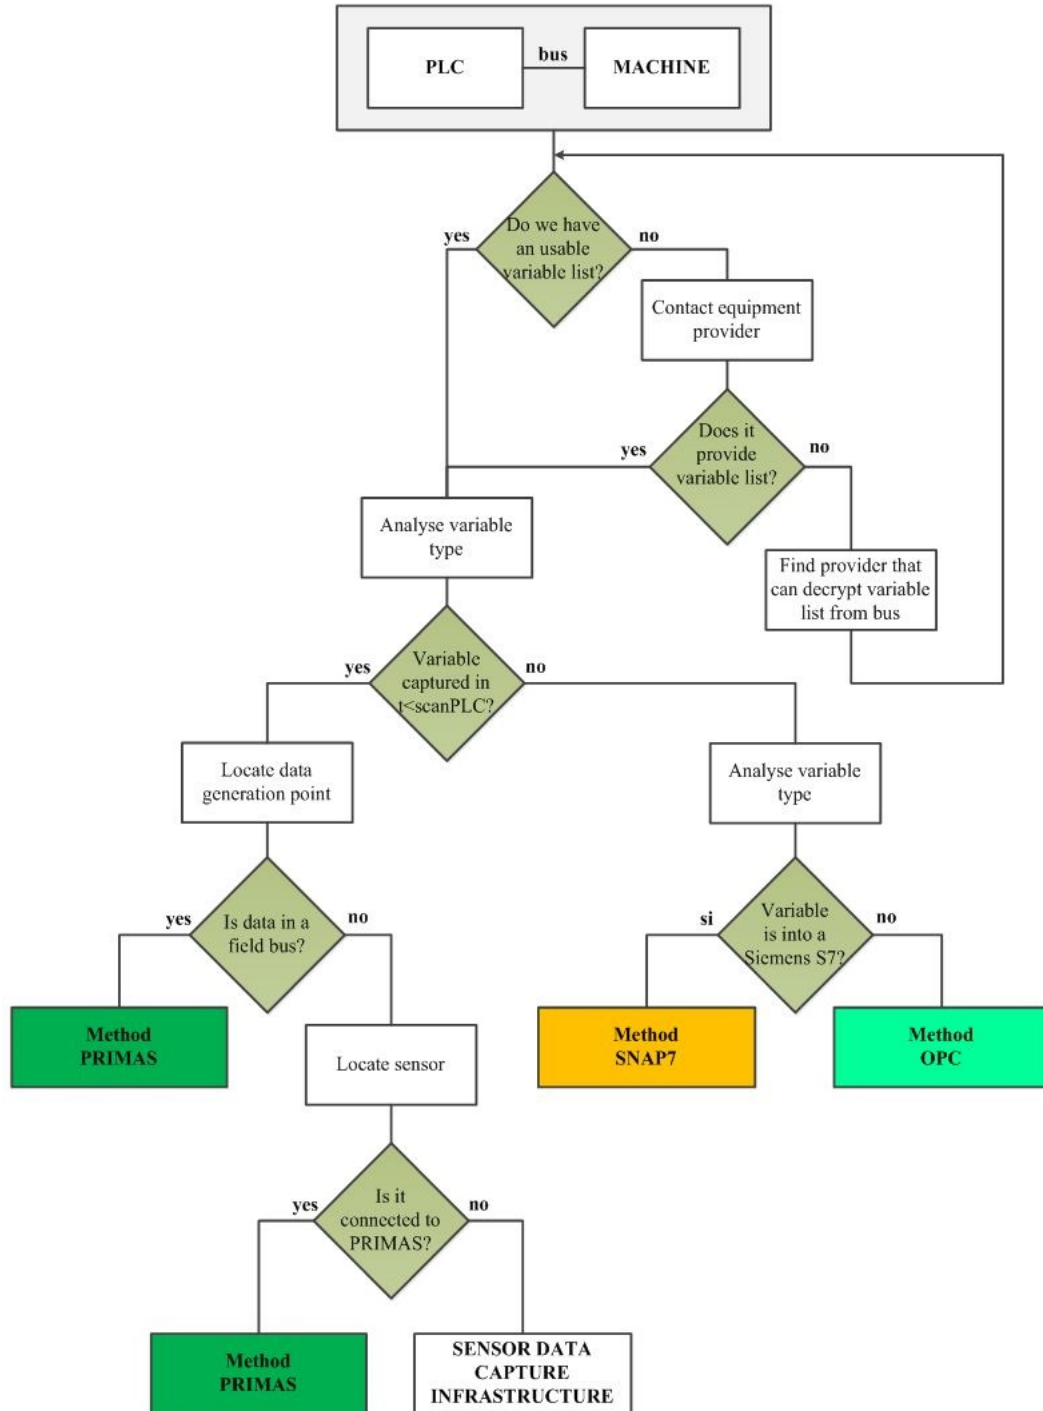 PLC
bus
MACHINE
Do we have
an usable
variable list?
yes
no
Contact equipment
provider
Does it
provide
variable list?
yes
no
Analyse variable
type
Find provider that
can decrypt variable
list from bus
Variable
captured in
t<scanPLC?
yes
no
Locate data
generation point
Analyse variable
type
Is data in a
field bus?
yes
no
Variable
is into a
Siemens S7?
si
no
Method
PRIMAS
Locate sensor
Method
SNAP7
Method
OPC
Is it
connected to
PRIMAS?
yes
no
Method
PRIMAS
SENSOR DATA
CAPTURE
INFRASTRUCTURE